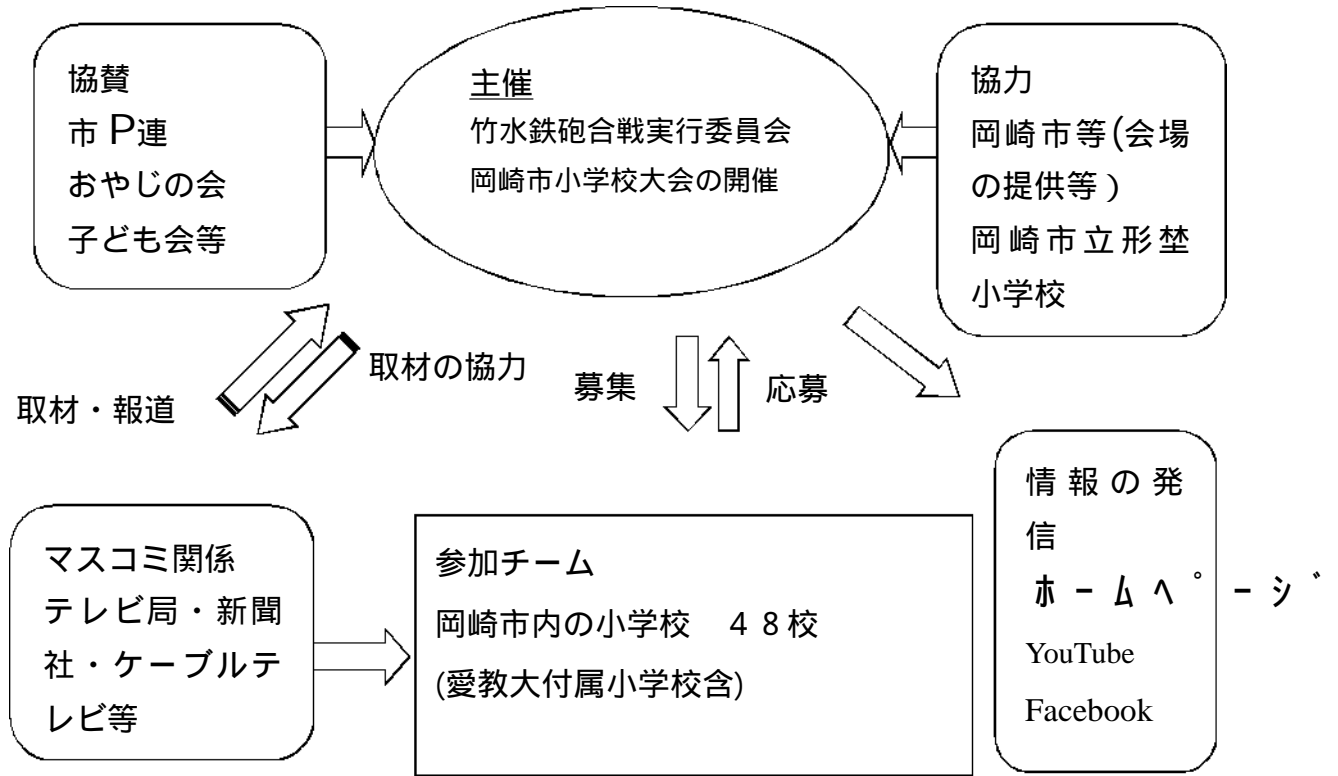 協賛
市P連
おやじの会
子ども会等
主催
竹水鉄砲合戦実行委員会
岡崎市小学校大会の開催
協力
岡崎市等(会場
の提供等)
岡崎市立形埜
小学校
取材・報道
取材の協力
募集
応募
マスコミ関係
テレビ局・新聞
社・ケーブルテ
レビ等
参加チーム
岡崎市内の小学校　48校
(愛教大付属小学校含)
情報の発
信
ホームページ
YouTube
Facebook